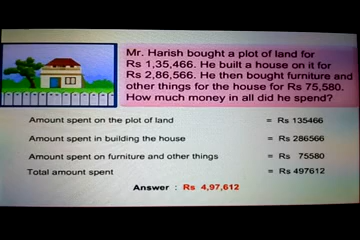 Mr. Harish bought a plot of land for
Rs 1,35,466. He built a house on it for
Rs 2,86,566. He then bought furniture and
other things for the house for Rs 75,580.
How much money in all did he spend?
Amount spent on the plot of land = Rs 135466
Amount spent in building the house = Rs 286566
Amount spent on furniture and other things = Rs 75580
Total amount spent = Rs 497612
Answer : Rs 4,97,612